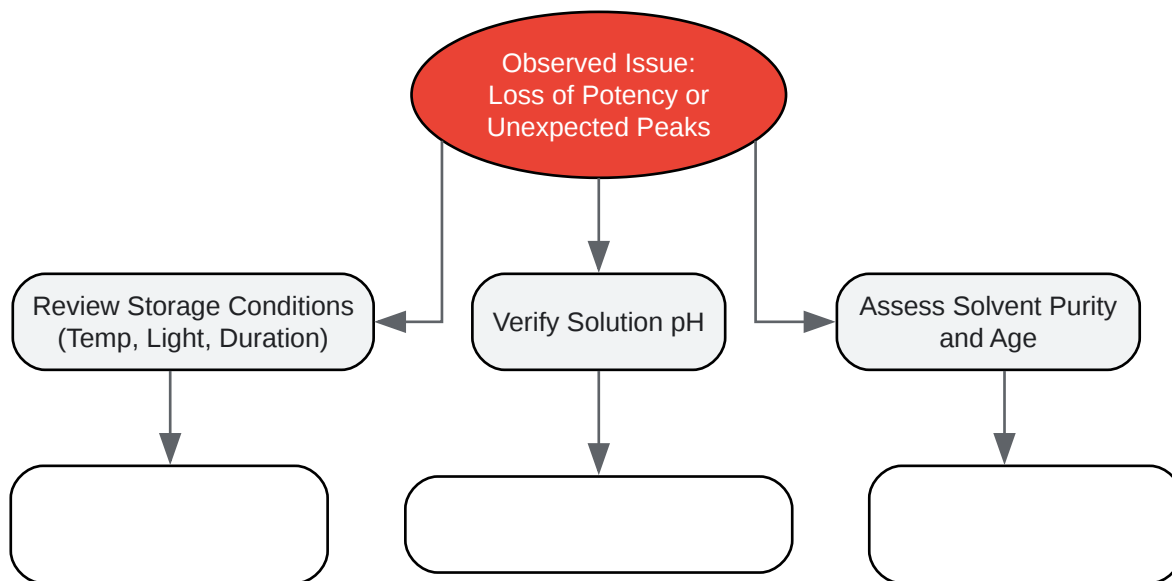 Observed Issue:
Loss of Potency or
Unexpected Peaks
Review Storage Conditions
(Temp, Light, Duration)
Verify Solution pH
Assess Solvent Purity
and Age